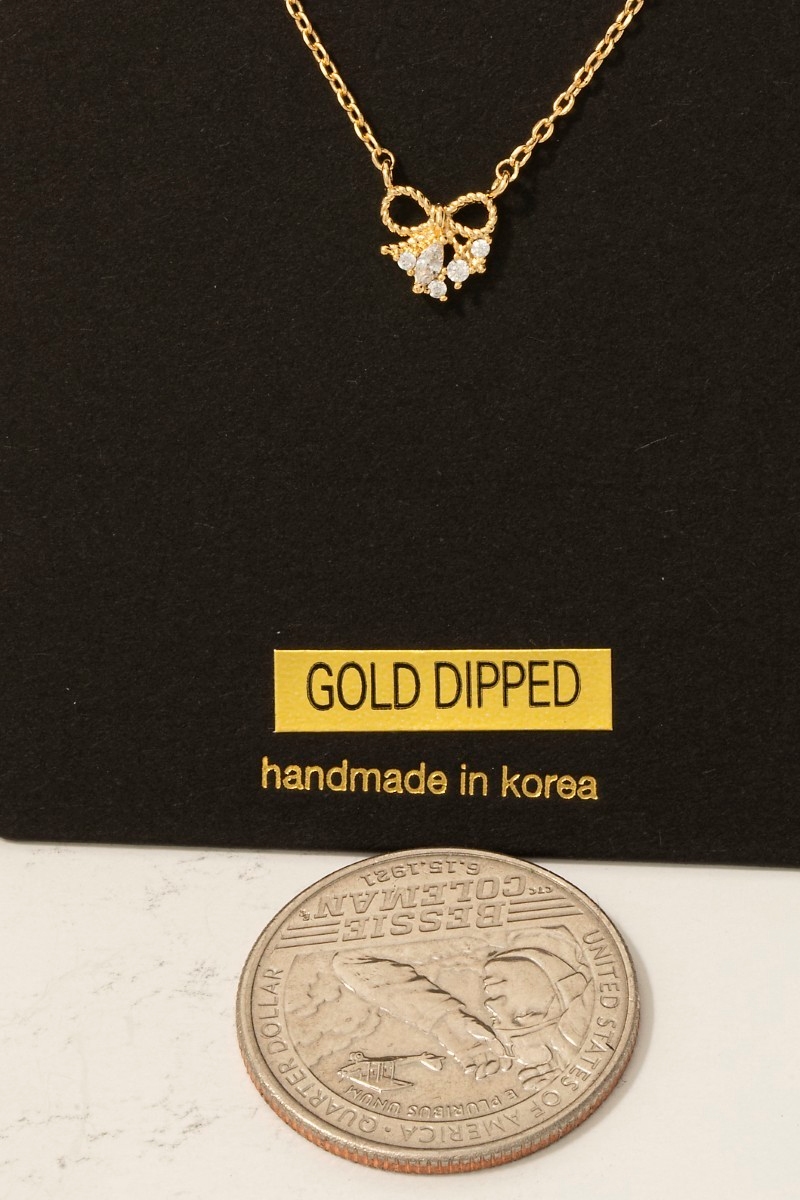 GOLD DIPPED
handmade in korea
6.15.1921
BESSIE
COLEMAN
UNITED STATES OF AMERICA · QUARTER DOLLAR
E PLURIBUS UNUM